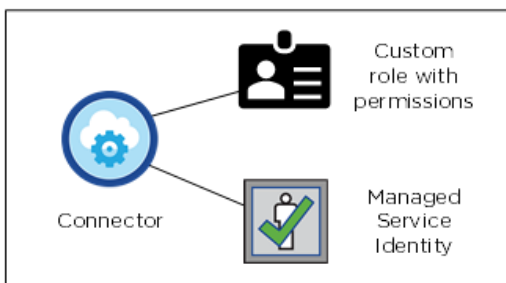 Custom
role with
permissions
Connector
Managed
Service
Identity